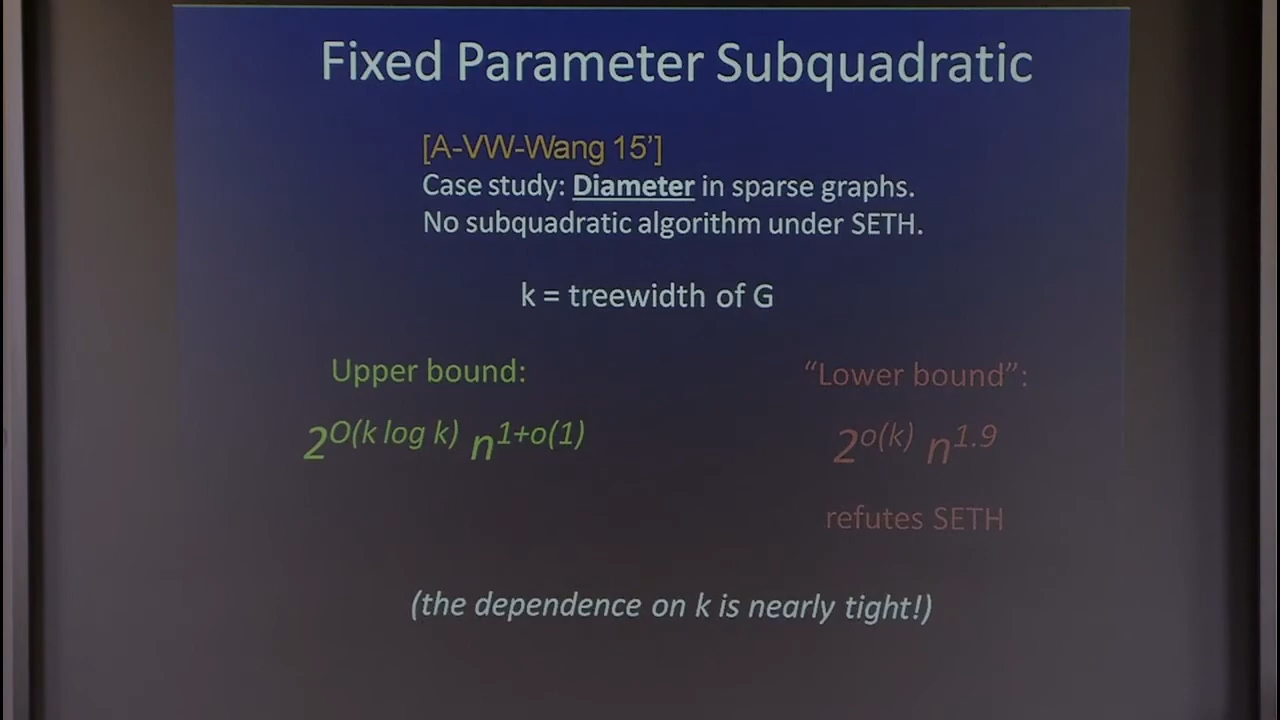 Fixed Parameter Subquadratic
[A-VW-Wang 15']
Case study: Diameter in sparse graphs.
No subquadratic algorithm under SETH.
k = treewidth of G
Upper bound:
"Lower bound":
2^{O(k log k)} n^{1+o(1)}
2^{o(k)} n^{1.9}
refutes SETH
(the dependence on k is nearly tight!)